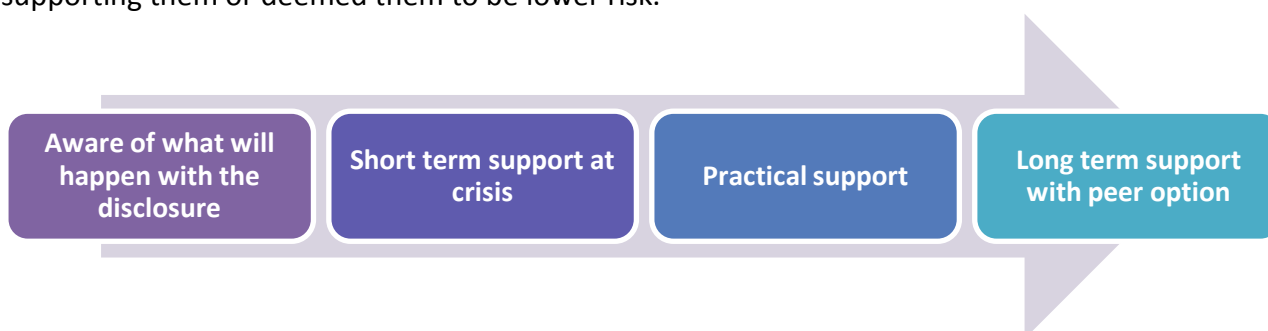 supporting them or deemed them to be lower risk.
Aware of what will
happen with the
disclosure
Short term support at
crisis
Practical support
Long term support
with peer option